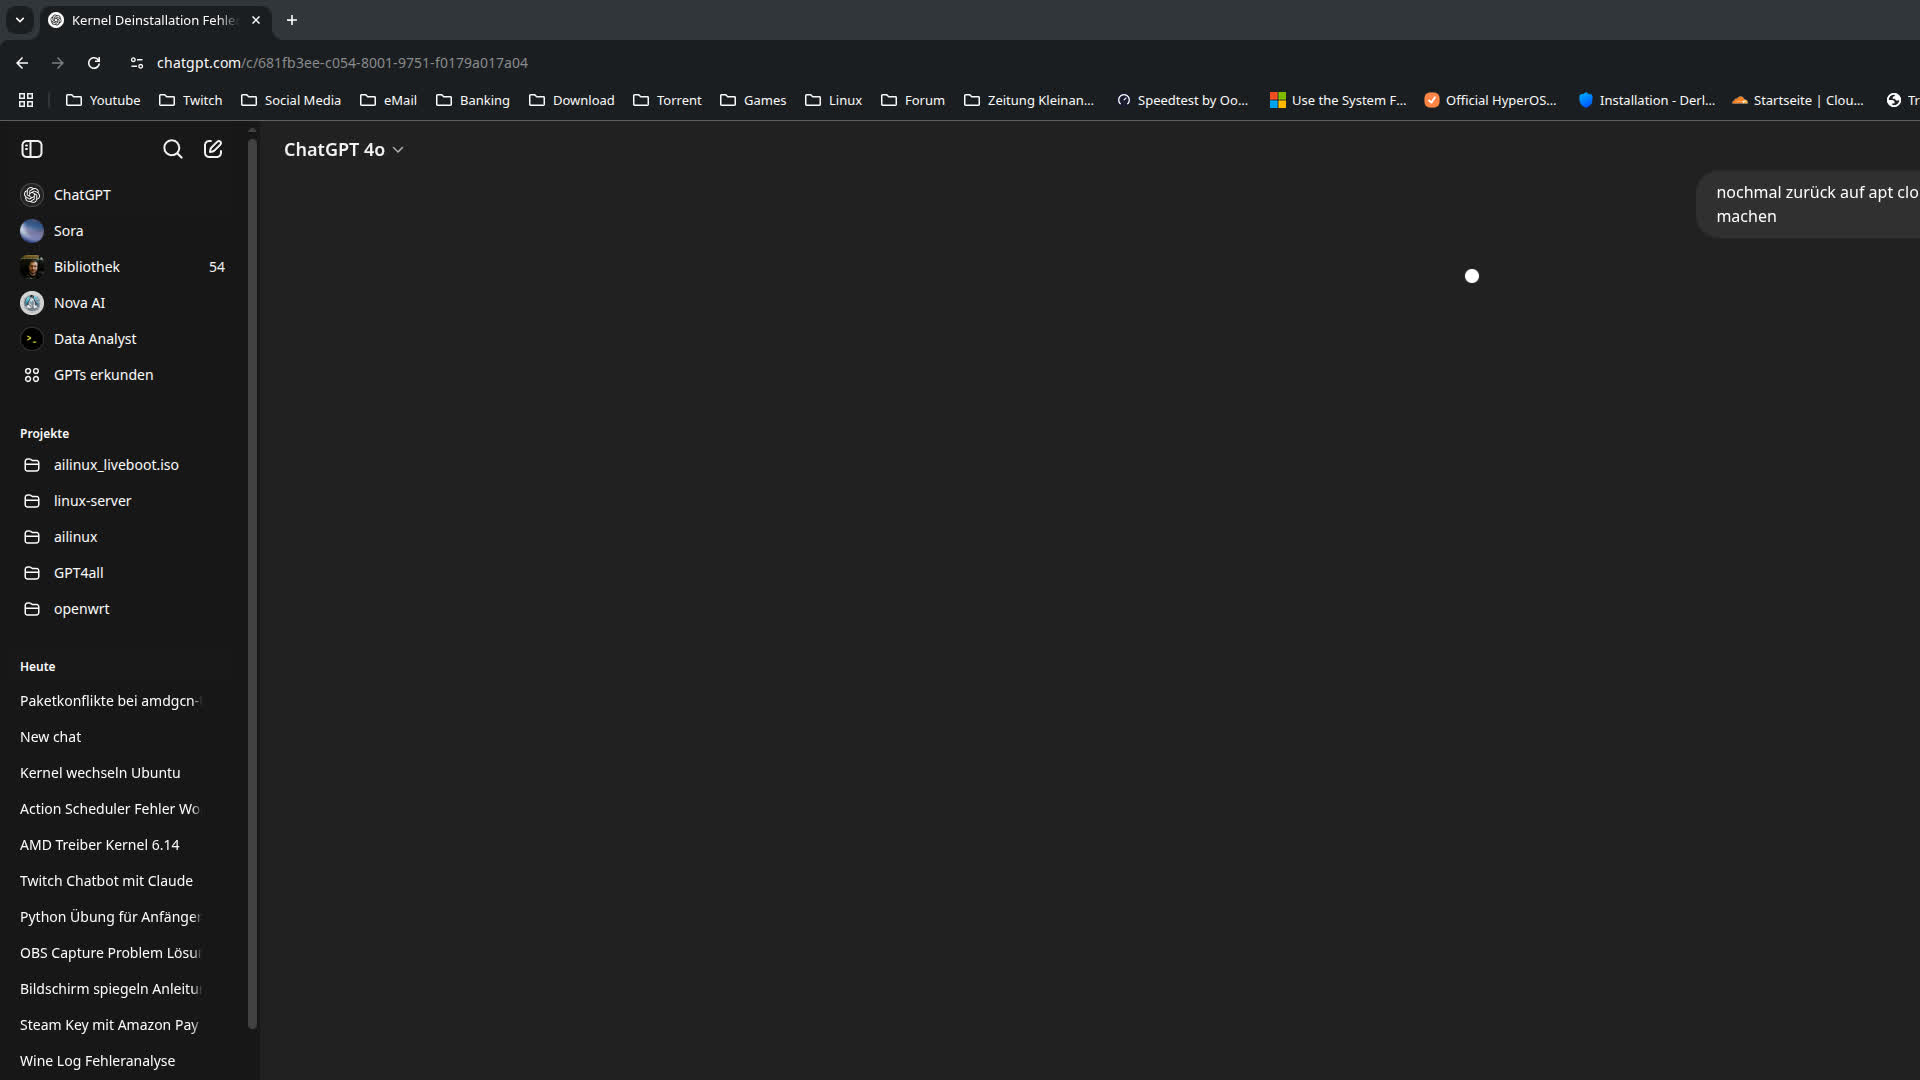 Kernel Deinstallation Fehle
chatgpt.com/c/681fb3ee-c054-8001-9751-f0179a017a04
Youtube Twitch Social Media eMail Banking Download Torrent Games Linux Forum Zeitung Kleinan... Speedtest by Oo... Use the System F... Official HyperOS... Installation - Derl... Startseite | Clou... Tr
ChatGPT 4o
nochmal zurück auf apt clo
machen
ChatGPT
Sora
Bibliothek 54
Nova AI
Data Analyst
GPTs erkunden
Projekte
ailinux_liveboot.iso
linux-server
ailinux
GPT4all
openwrt
Heute
Paketkonflikte bei amdgcn-
New chat
Kernel wechseln Ubuntu
Action Scheduler Fehler Wo
AMD Treiber Kernel 6.14
Twitch Chatbot mit Claude
Python Übung für Anfänger
OBS Capture Problem Lösu
Bildschirm spiegeln Anleitu
Steam Key mit Amazon Pay
Wine Log Fehleranalyse